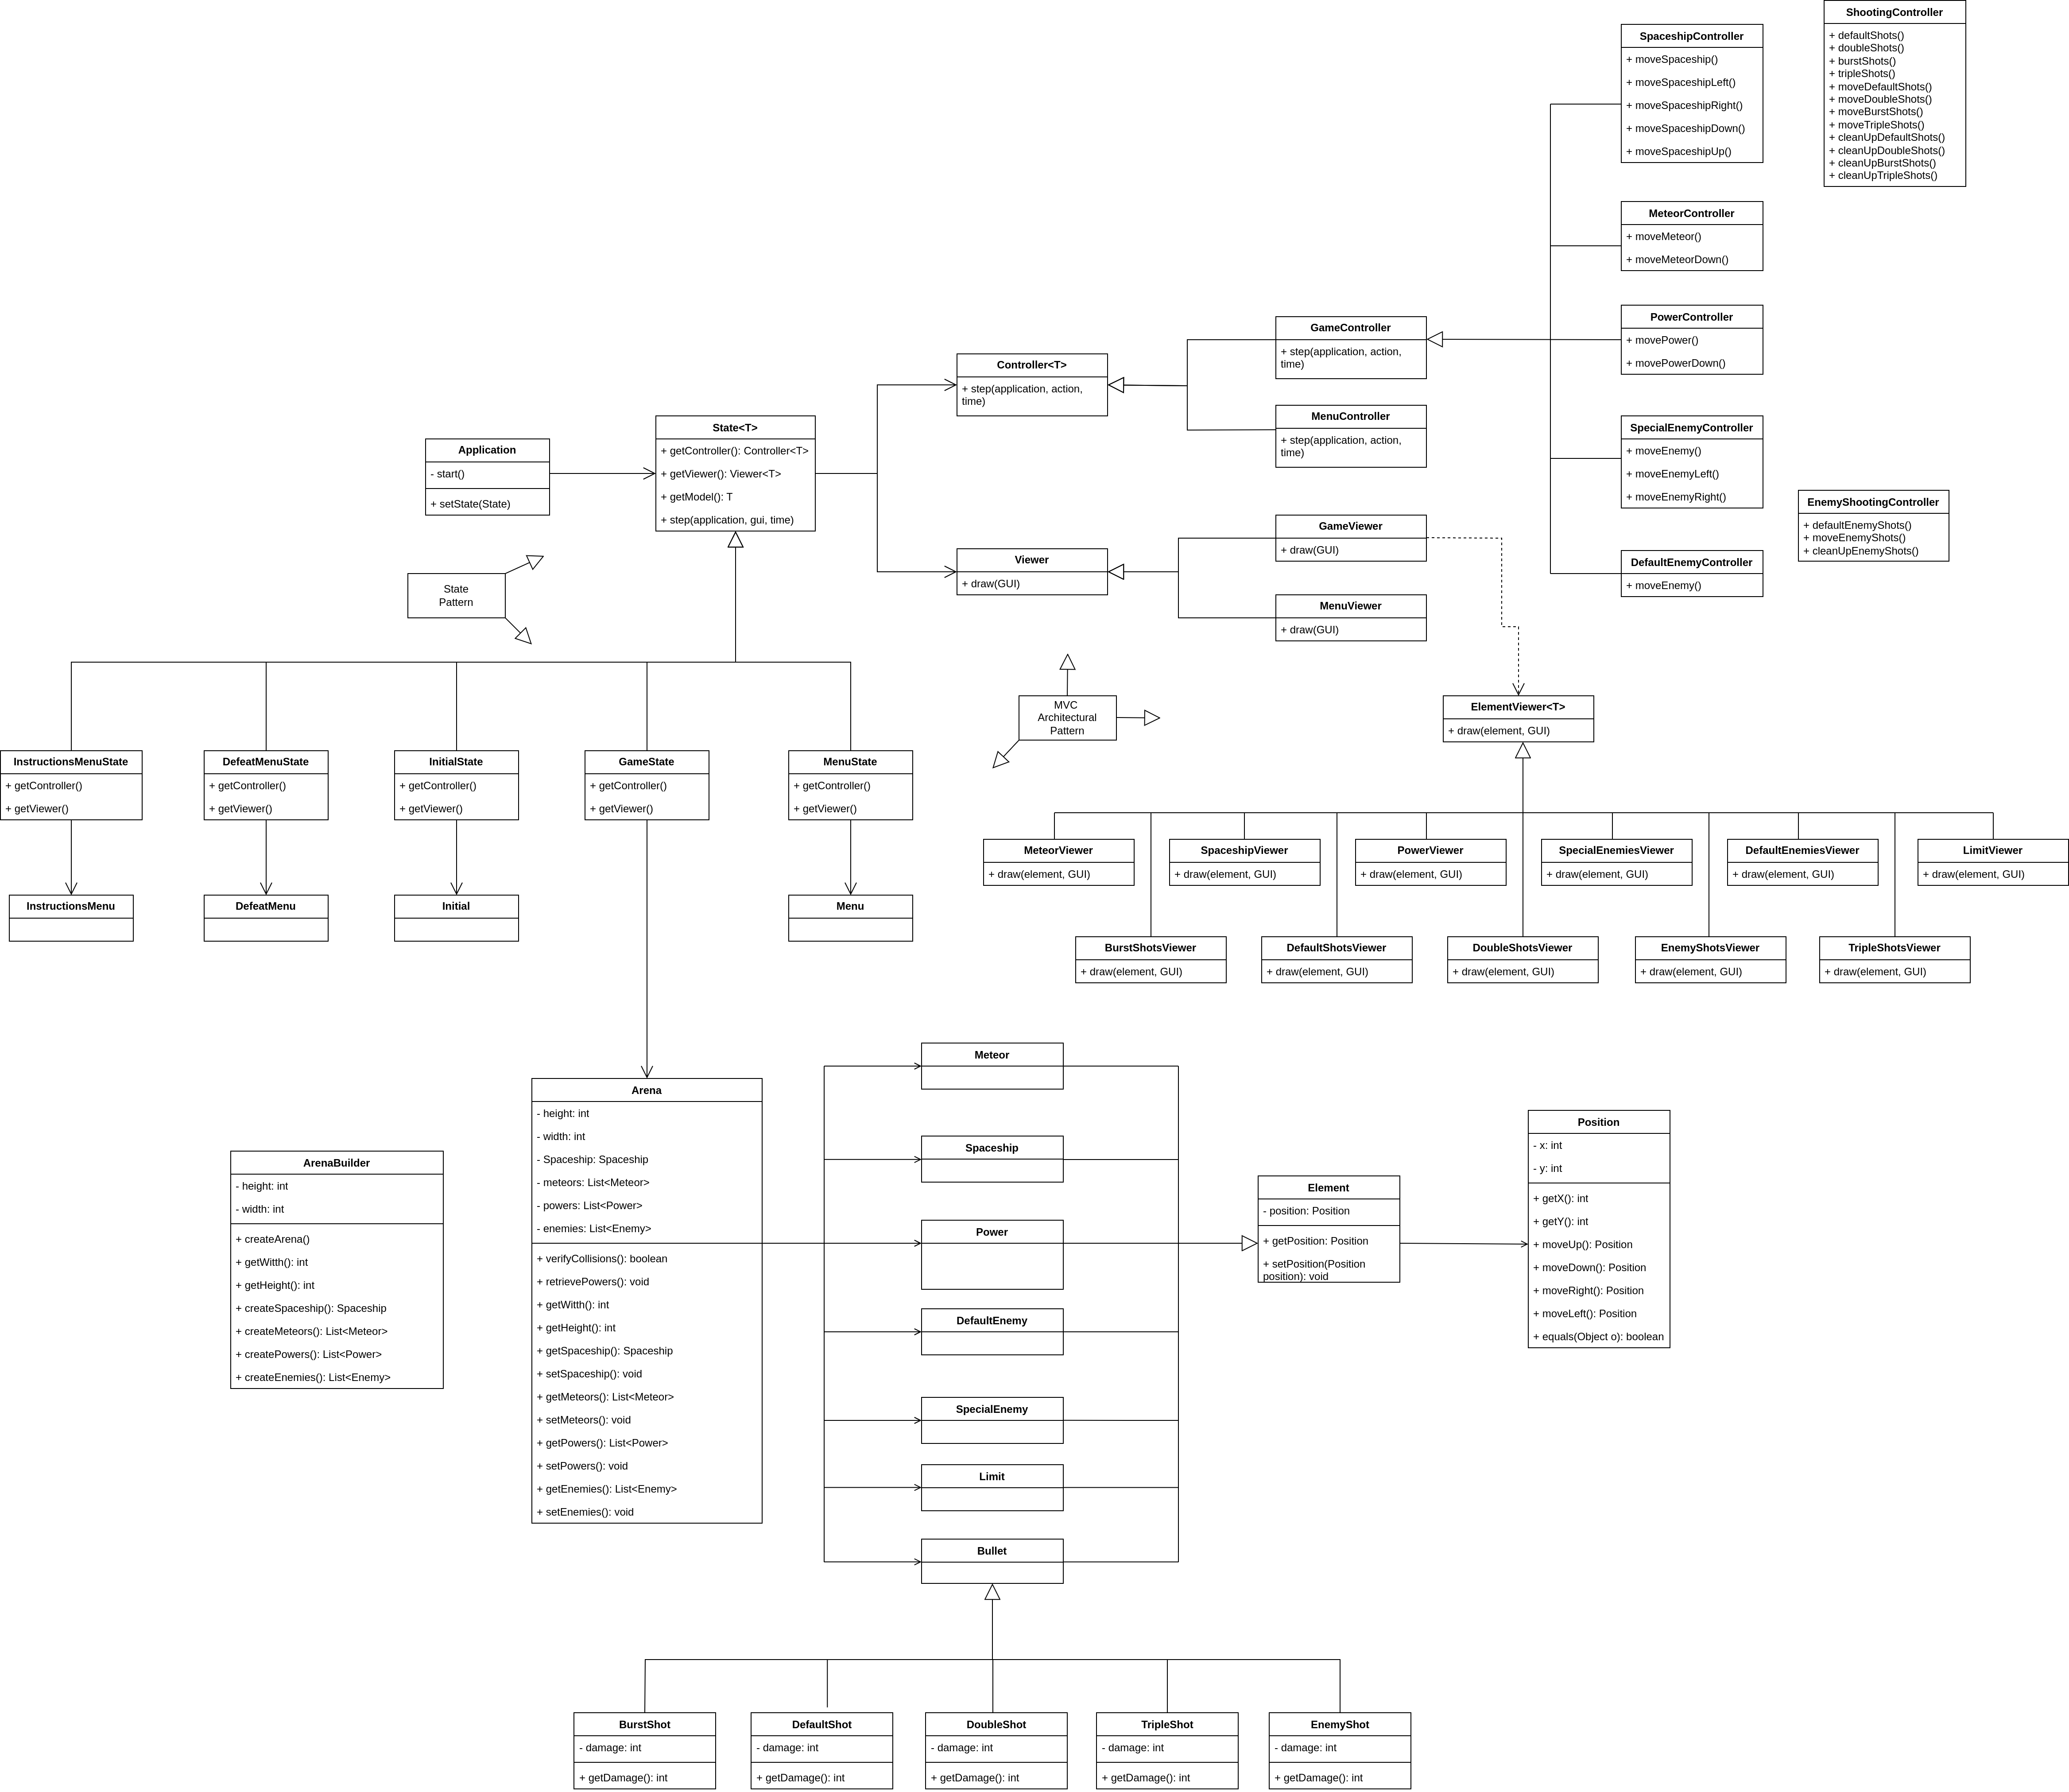 ShootingController
+ defaultShots()
+ doubleShots()
+ burstShots()
+ tripleShots()
+ moveDefaultShots()
+ moveDoubleShots()
+ moveBurstShots()
+ moveTripleShots()
+ cleanUpDefaultShots()
+ cleanUpDoubleShots()
+ cleanUpBurstShots()
+ cleanUpTripleShots()
SpaceshipController
+ moveSpaceship()
+ moveSpaceshipLeft()
+ moveSpaceshipRight()
+ moveSpaceshipDown()
+ moveSpaceshipUp()
MeteorController
+ moveMeteor()
+ moveMeteorDown()
PowerController
+ movePower()
+ movePowerDown()
SpecialEnemyController
+ moveEnemy()
+ moveEnemyLeft()
+ moveEnemyRight()
EnemyShootingController
+ defaultEnemyShots()
+ moveEnemyShots()
+ cleanUpEnemyShots()
DefaultEnemyController
+ moveEnemy()
GameController
+ step(application, action,
time)
MenuController
+ step(application, action,
time)
Controller<T>
+ step(application, action,
time)
Application
- start()
+ setState(State)
State<T>
+ getController(): Controller<T>
+ getViewer(): Viewer<T>
+ getModel(): T
+ step(application, gui, time)
Viewer
+ draw(GUI)
GameViewer
+ draw(GUI)
MenuViewer
+ draw(GUI)
State
Pattern
MVC
Architectural
Pattern
ElementViewer<T>
+ draw(element, GUI)
InstructionsMenuState
+ getController()
+ getViewer()
DefeatMenuState
+ getController()
+ getViewer()
InitialState
+ getController()
+ getViewer()
GameState
+ getController()
+ getViewer()
MenuState
+ getController()
+ getViewer()
InstructionsMenu
DefeatMenu
Initial
Menu
MeteorViewer
+ draw(element, GUI)
SpaceshipViewer
+ draw(element, GUI)
PowerViewer
+ draw(element, GUI)
SpecialEnemiesViewer
+ draw(element, GUI)
DefaultEnemiesViewer
+ draw(element, GUI)
LimitViewer
+ draw(element, GUI)
BurstShotsViewer
+ draw(element, GUI)
DefaultShotsViewer
+ draw(element, GUI)
DoubleShotsViewer
+ draw(element, GUI)
EnemyShotsViewer
+ draw(element, GUI)
TripleShotsViewer
+ draw(element, GUI)
ArenaBuilder
- height: int
- width: int
+ createArena()
+ getWitth(): int
+ getHeight(): int
+ createSpaceship(): Spaceship
+ createMeteors(): List<Meteor>
+ createPowers(): List<Power>
+ createEnemies(): List<Enemy>
Arena
- height: int
- width: int
- Spaceship: Spaceship
- meteors: List<Meteor>
- powers: List<Power>
- enemies: List<Enemy>
+ verifyCollisions(): boolean
+ retrievePowers(): void
+ getWitth(): int
+ getHeight(): int
+ getSpaceship(): Spaceship
+ setSpaceship(): void
+ getMeteors(): List<Meteor>
+ setMeteors(): void
+ getPowers(): List<Power>
+ setPowers(): void
+ getEnemies(): List<Enemy>
+ setEnemies(): void
Meteor
Spaceship
Power
DefaultEnemy
SpecialEnemy
Limit
Bullet
Element
- position: Position
+ getPosition: Position
+ setPosition(Position
position): void
Position
- x: int
- y: int
+ getX(): int
+ getY(): int
+ moveUp(): Position
+ moveDown(): Position
+ moveRight(): Position
+ moveLeft(): Position
+ equals(Object o): boolean
BurstShot
- damage: int
+ getDamage(): int
DefaultShot
- damage: int
+ getDamage(): int
DoubleShot
- damage: int
+ getDamage(): int
TripleShot
- damage: int
+ getDamage(): int
EnemyShot
- damage: int
+ getDamage(): int